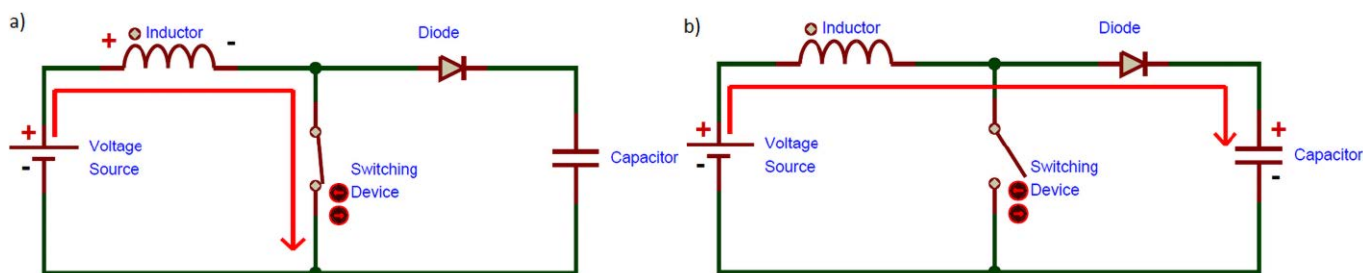 a)
+
Inductor
-
Diode
+
-
Voltage
Source
Switching
Device
Capacitor
b)
Inductor
Diode
+
-
Voltage
Source
Switching
Device
+
-
Capacitor